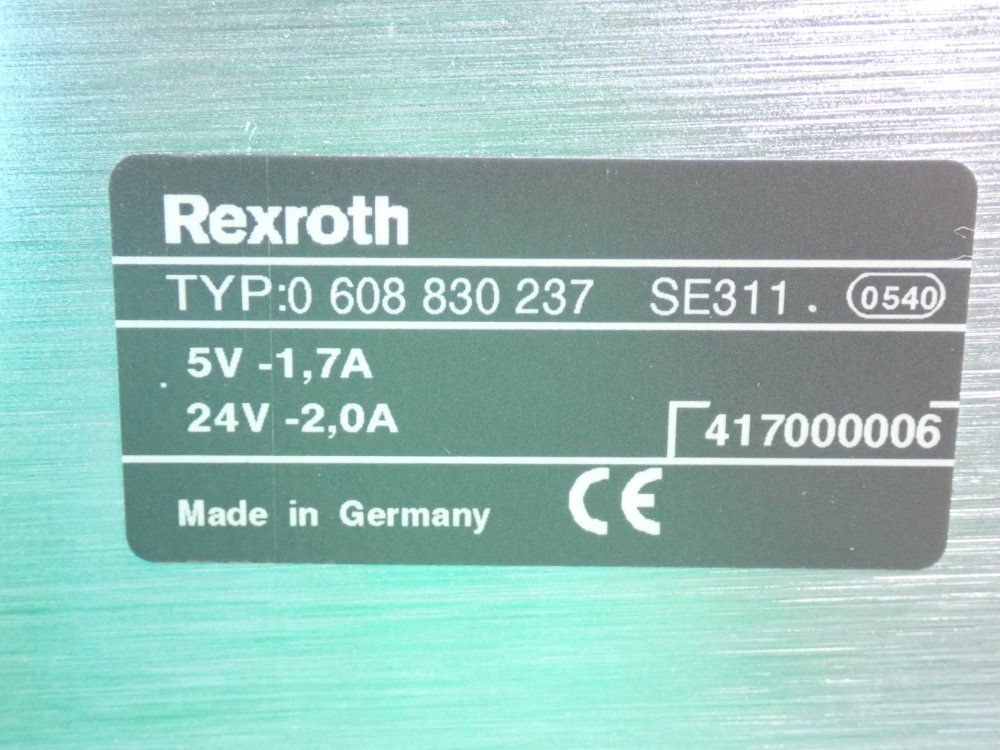 Rexroth
TYP:0 608 830 237 SE311 . 0540
5V -1,7A
24V -2,0A
417000006
Made in Germany CE